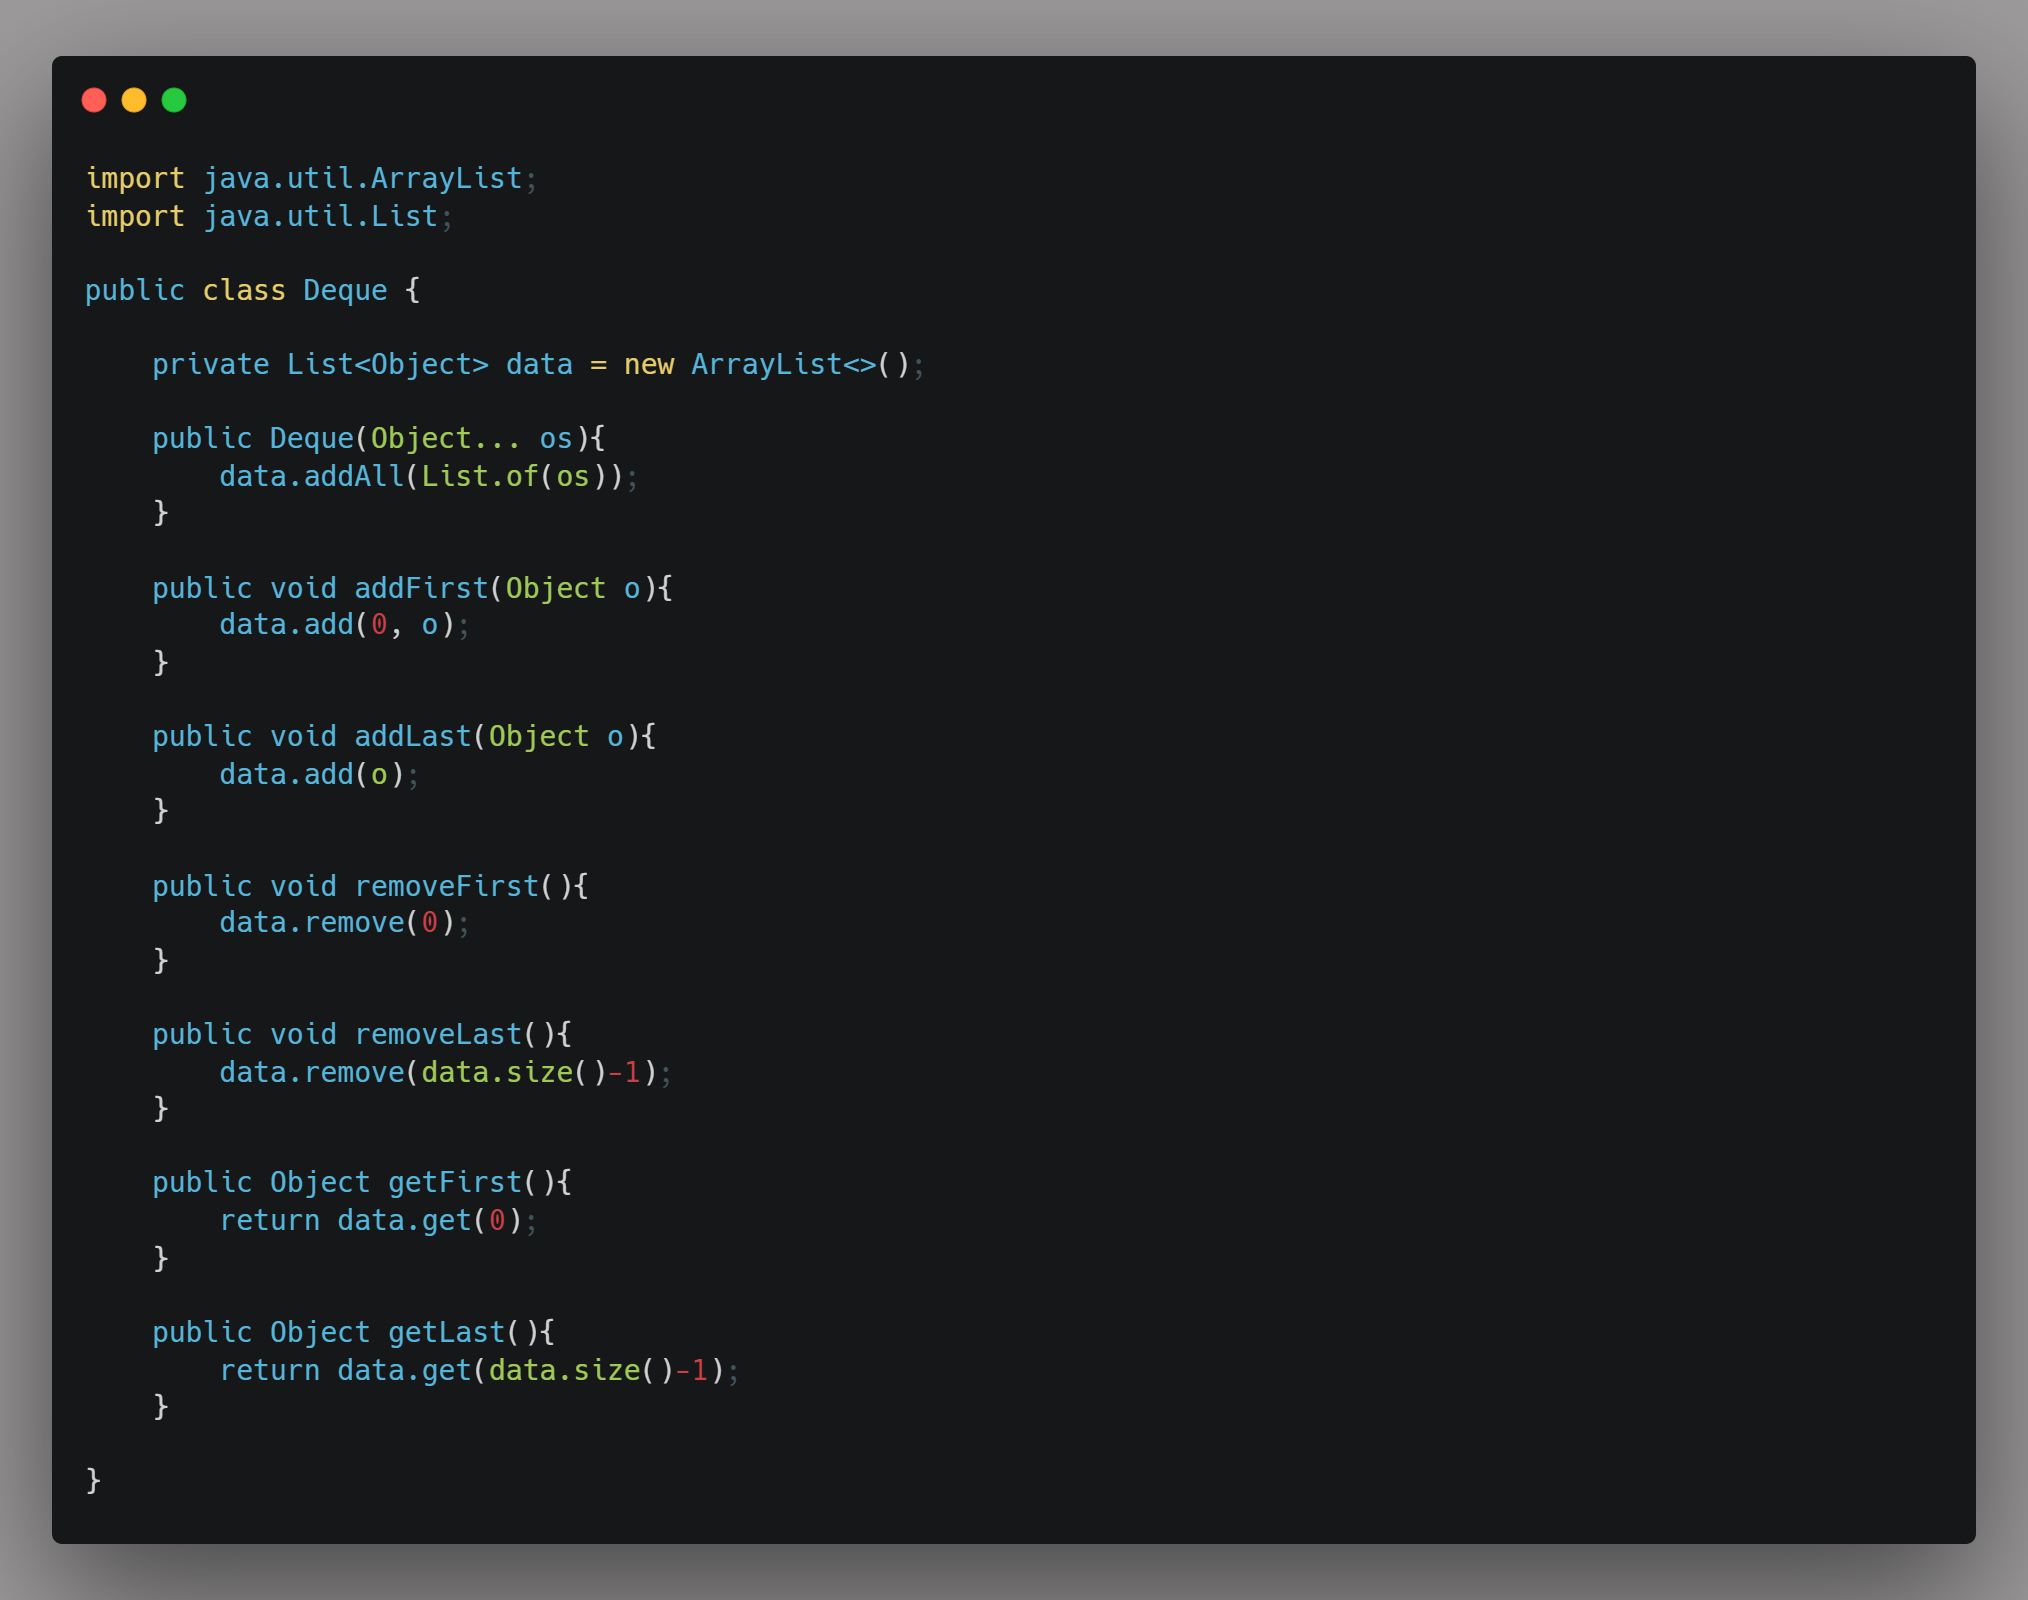 import java.util.ArrayList;
import java.util.List;

public class Deque {

    private List<Object> data = new ArrayList<>();

    public Deque(Object... os){
        data.addAll(List.of(os));
    }

    public void addFirst(Object o){
        data.add(0, o);
    }

    public void addLast(Object o){
        data.add(o);
    }

    public void removeFirst(){
        data.remove(0);
    }

    public void removeLast(){
        data.remove(data.size()-1);
    }

    public Object getFirst(){
        return data.get(0);
    }

    public Object getLast(){
        return data.get(data.size()-1);
    }

}